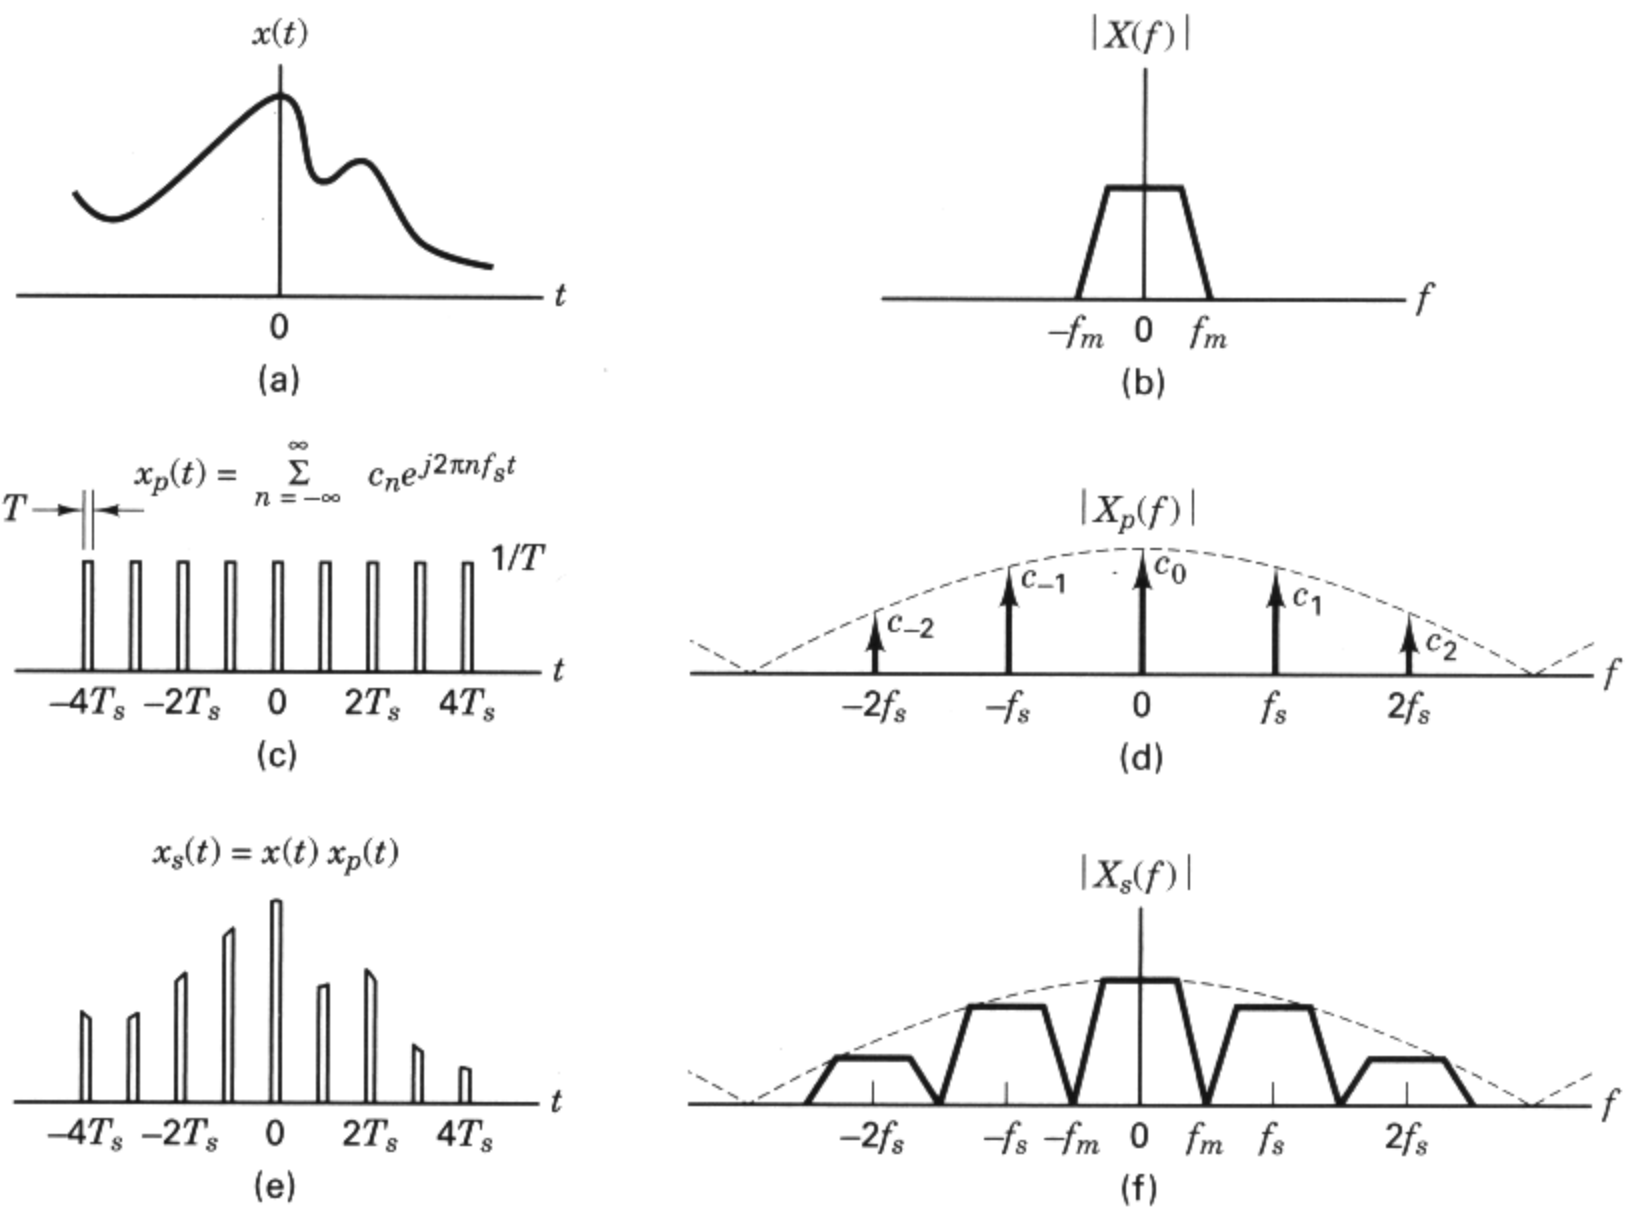 x(t)
t
0
(a)
|X(f)|
f
−fₘ 0 fₘ
(b)
xₚ(t) = ∞ Σ n = −∞ cₙe^{j2πnfₛt}
T
1/T
t
−4Tₛ −2Tₛ 0 2Tₛ 4Tₛ
(c)
|Xₚ(f)|
c₋₂ c₋₁ c₀ c₁ c₂
f
−2fₛ −fₛ 0 fₛ 2fₛ
(d)
xₛ(t) = x(t) xₚ(t)
t
−4Tₛ −2Tₛ 0 2Tₛ 4Tₛ
(e)
|Xₛ(f)|
f
−2fₛ −fₛ −fₘ 0 fₘ fₛ 2fₛ
(f)